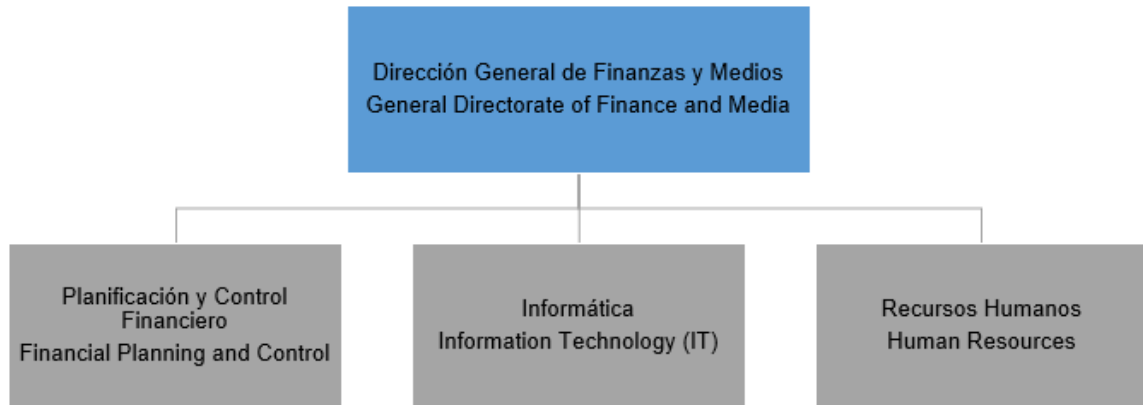 Dirección General de Finanzas y Medios
General Directorate of Finance and Media
Planificación y Control
Financiero
Financial Planning and Control
Informática
Information Technology (IT)
Recursos Humanos
Human Resources